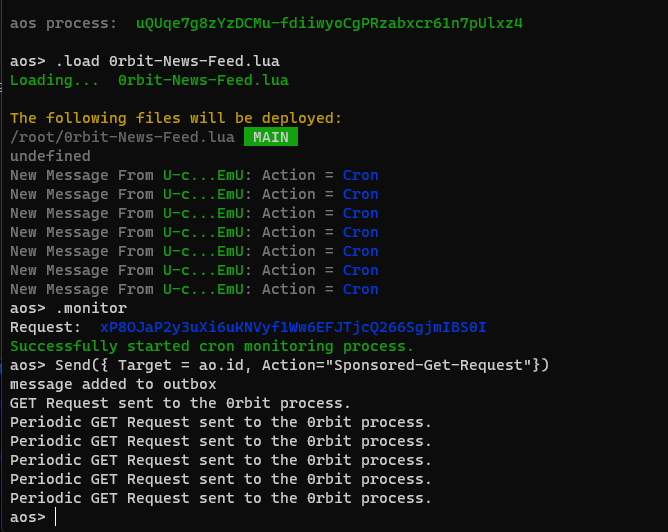 aos process:  uQUqe7g8zYzDCMu-fdiiwyoCgPRzabxcr61n7pUlxz4
aos> .load 0rbit-News-Feed.lua
Loading...  0rbit-News-Feed.lua
The following files will be deployed:
/root/0rbit-News-Feed.lua MAIN
undefined
New Message From U-c...EmU: Action = Cron
New Message From U-c...EmU: Action = Cron
New Message From U-c...EmU: Action = Cron
New Message From U-c...EmU: Action = Cron
New Message From U-c...EmU: Action = Cron
New Message From U-c...EmU: Action = Cron
New Message From U-c...EmU: Action = Cron
aos> .monitor
Request:  xP8OJaP2y3uXi6uKNVyf1Ww6EFJTjcQ266SgjmIBS0I
Successfully started cron monitoring process.
aos> Send({ Target = ao.id, Action="Sponsored-Get-Request"})
message added to outbox
GET Request sent to the 0rbit process.
Periodic GET Request sent to the 0rbit process.
Periodic GET Request sent to the 0rbit process.
Periodic GET Request sent to the 0rbit process.
Periodic GET Request sent to the 0rbit process.
Periodic GET Request sent to the 0rbit process.
aos>